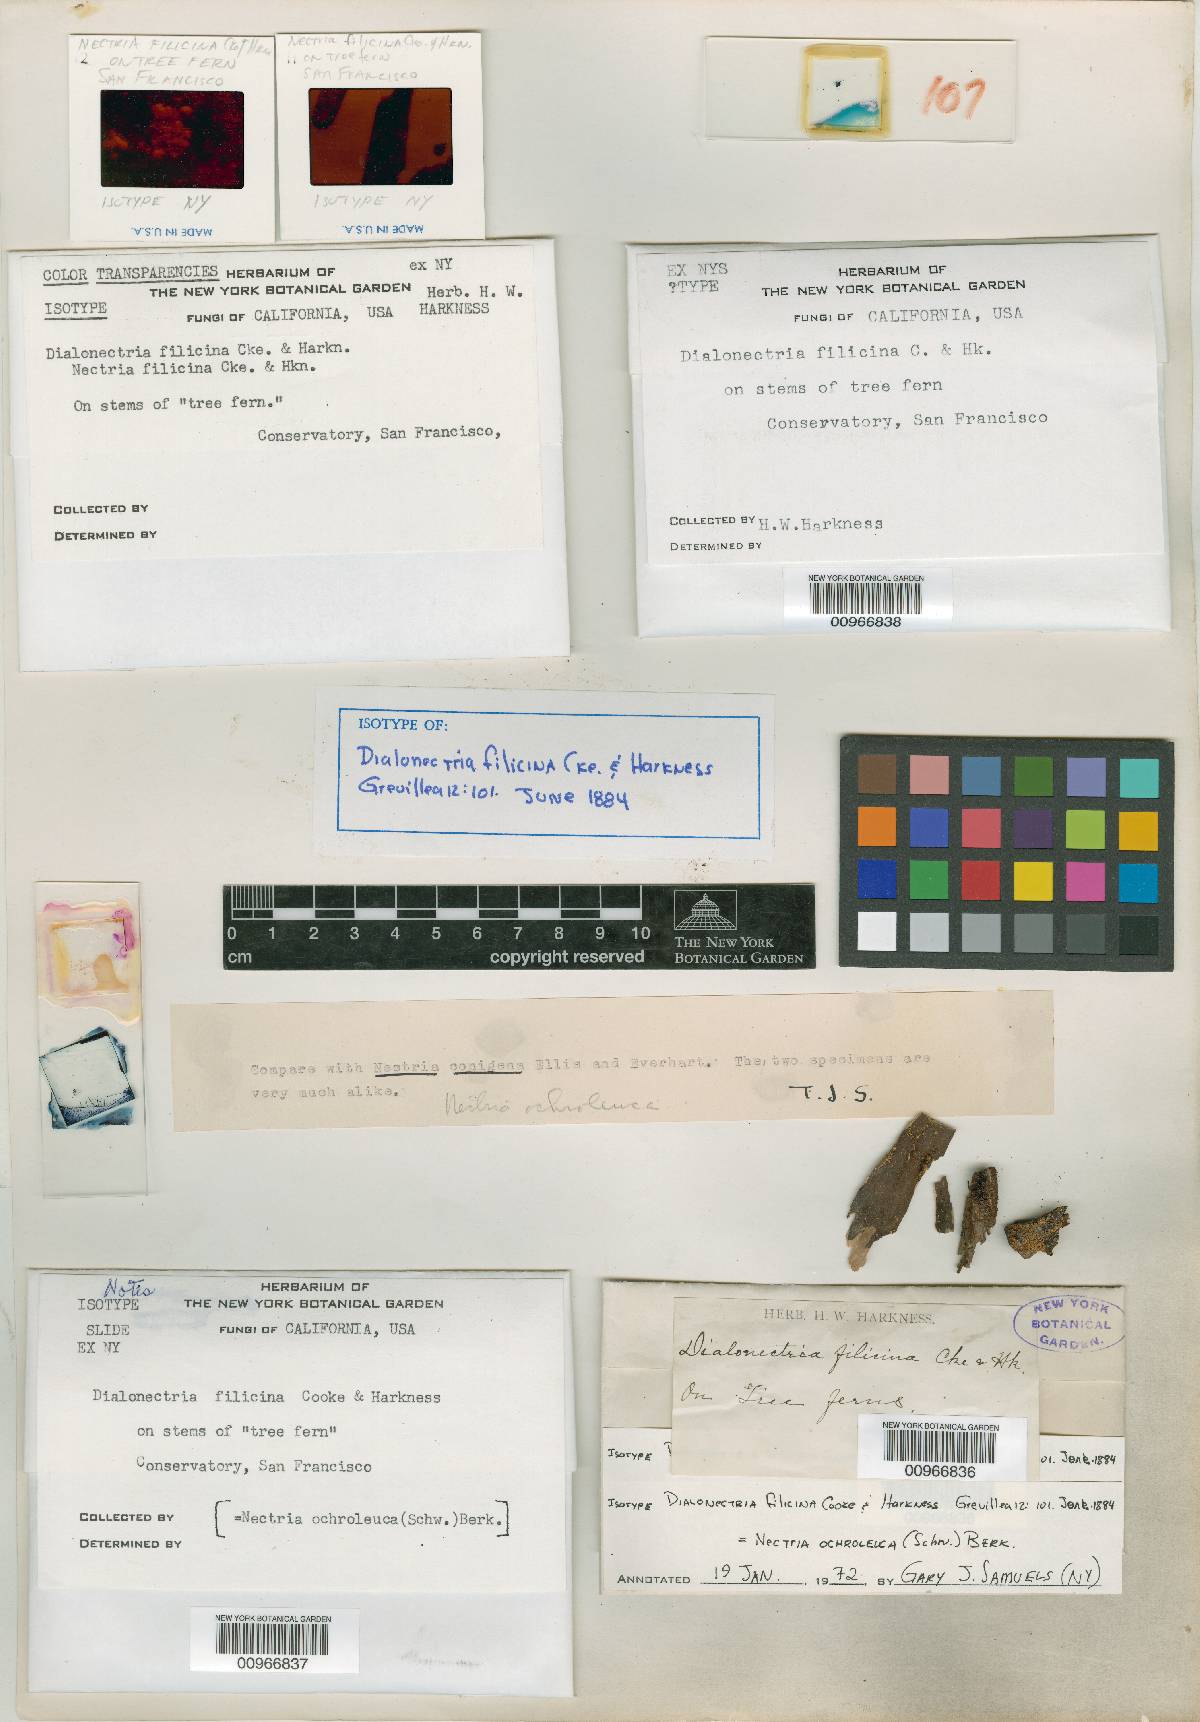 NECTRIA FILICINA Cke & Hkn.
2 ON TREE FERN
SAN FRANCISCO
ISOTYPE NY
MADE IN U.S.A.
Nectria filicina Cke. & Hkn.
ON TREE fern
SAN FRANCISCO
ISOTYPE NY
MADE IN U.S.A.
107
COLOR TRANSPARENCIES HERBARIUM OF ex NY
THE NEW YORK BOTANICAL GARDEN Herb. H. W.
ISOTYPE FUNGI OF CALIFORNIA, USA HARKNESS
Dialonectria filicina Cke. & Harkn.
Nectria filicina Cke. & Hkn.
On stems of "tree fern."
Conservatory, San Francisco,
COLLECTED BY
DETERMINED BY
EX NYS HERBARIUM OF
?TYPE THE NEW YORK BOTANICAL GARDEN
FUNGI OF CALIFORNIA, USA
Dialonectria filicina C. & Hk.
on stems of tree fern
Conservatory, San Francisco
COLLECTED BY H.W.Harkness
DETERMINED BY
NEW YORK BOTANICAL GARDEN
00966838
ISOTYPE OF:
Dialonectria filicina Cke. & Harkness
Grevillea 12: 101. June 1884
0 1 2 3 4 5 6 7 8 9 10
cm copyright reserved
THE NEW YORK
BOTANICAL GARDEN
Compare with Nectria conigena Ellis and Everhart. The two specimens are
very much alike. T.J.S.
Nectria ochroleuca
Notes HERBARIUM OF
ISOTYPE THE NEW YORK BOTANICAL GARDEN
SLIDE FUNGI OF CALIFORNIA, USA
EX NY
Dialonectria filicina Cooke & Harkness
on stems of "tree fern"
Conservatory, San Francisco
COLLECTED BY [=Nectria ochroleuca(Schw.)Berk.]
DETERMINED BY
NEW YORK BOTANICAL GARDEN
00966837
HERB. H. W. HARKNESS.
NEW YORK
BOTANICAL
GARDEN.
Dialonectria filicina Cke & Hk.
On Tree ferns.
NEW YORK BOTANICAL GARDEN
00966836
ISOTYPE 01. June 1884
ISOTYPE DIALONECTRIA filicina Cooke & Harkness Grevillea 12: 101. June 1884
= NECTRIA OCHROLEUCA (Schw.) BERK.
ANNOTATED 19 JAN. 1972 BY GARY J. SAMUELS (NY)